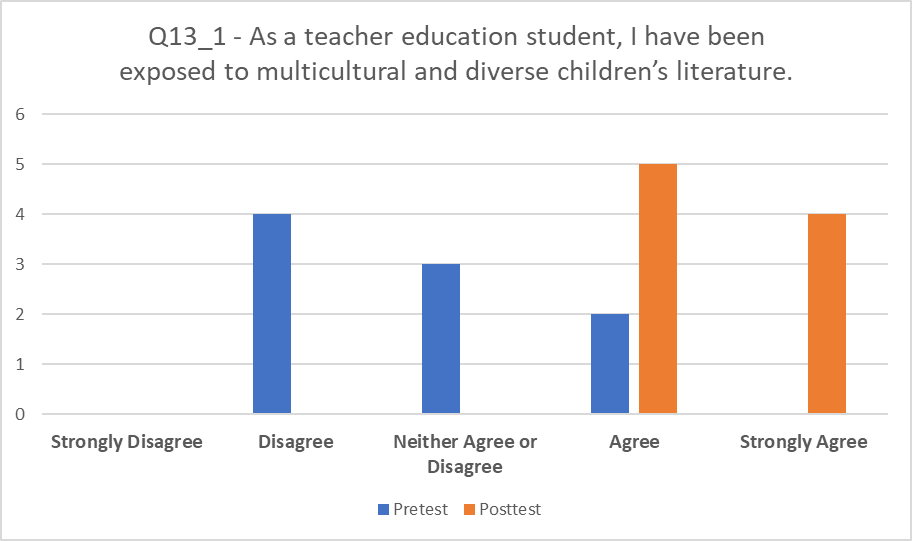 Q13_1 - As a teacher education student, I have been
exposed to multicultural and diverse children’s literature.
6
5
4
3
2
1
0
Strongly Disagree
Disagree
Neither Agree or
Disagree
Agree
Strongly Agree
Pretest
Posttest